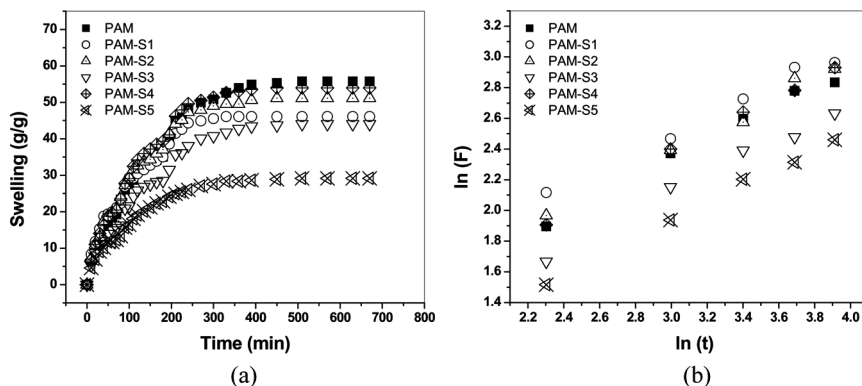 PAM
PAM-S1
PAM-S2
PAM-S3
PAM-S4
PAM-S5
Swelling (g/g)
70
60
50
40
30
20
10
0
0 100 200 300 400 500 600 700 800
Time (min)
(a)
PAM
PAM-S1
PAM-S2
PAM-S3
PAM-S4
PAM-S5
ln (F)
3.4
3.2
3.0
2.8
2.6
2.4
2.2
2.0
1.8
1.6
1.4
2.2 2.4 2.6 2.8 3.0 3.2 3.4 3.6 3.8 4.0
ln (t)
(b)